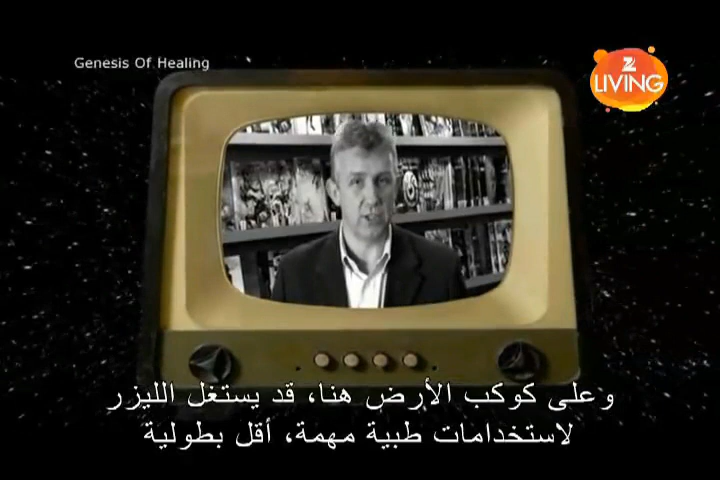 Genesis Of Healing
Z
LIVING
وعلى كوكب الأرض هنا، قد يستغل الليزر
لاستخدامات طبية مهمة، أقل بطولية